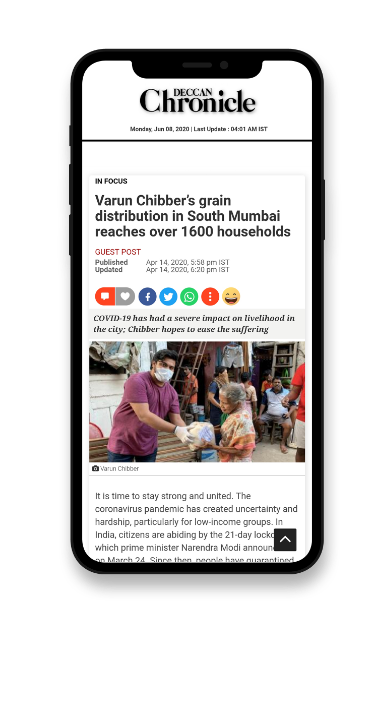 DECCAN
Chronicle
Monday, Jun 08, 2020 | Last Update : 04:01 AM IST
IN FOCUS
Varun Chibber's grain
distribution in South Mumbai
reaches over 1600 households
GUEST POST
Published Apr 14, 2020, 5:58 pm IST
Updated Apr 14, 2020, 6:20 pm IST
COVID-19 has had a severe impact on livelihood in
the city; Chibber hopes to ease the suffering
Varun Chibber
It is time to stay strong and united. The
coronavirus pandemic has created uncertainty and
hardship, particularly for low-income groups. In
India, citizens are abiding by the 21-day lockd
which prime minister Narendra Modi announ
on March 24. Since then, people have quarantined